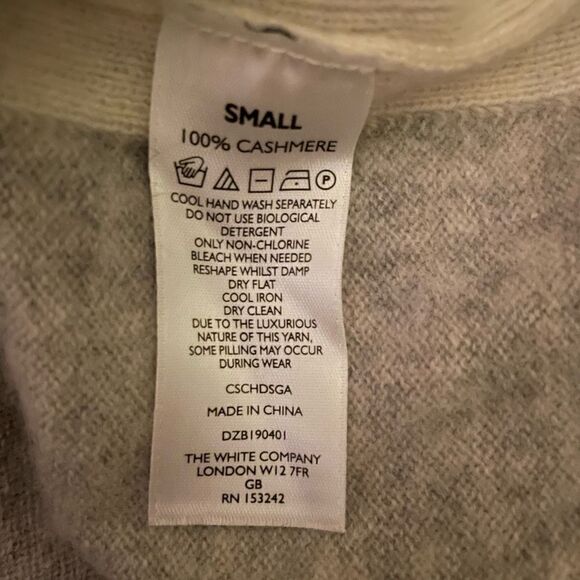 SMALL
100% CASHMERE
P
COOL HAND WASH SEPARATELY
DO NOT USE BIOLOGICAL
DETERGENT
ONLY NON-CHLORINE
BLEACH WHEN NEEDED
RESHAPE WHILST DAMP
DRY FLAT
COOL IRON
DRY CLEAN
DUE TO THE LUXURIOUS
NATURE OF THIS YARN,
SOME PILLING MAY OCCUR
DURING WEAR
CSCHDSGA
MADE IN CHINA
DZB190401
THE WHITE COMPANY
LONDON W12 7FR
GB
RN 153242